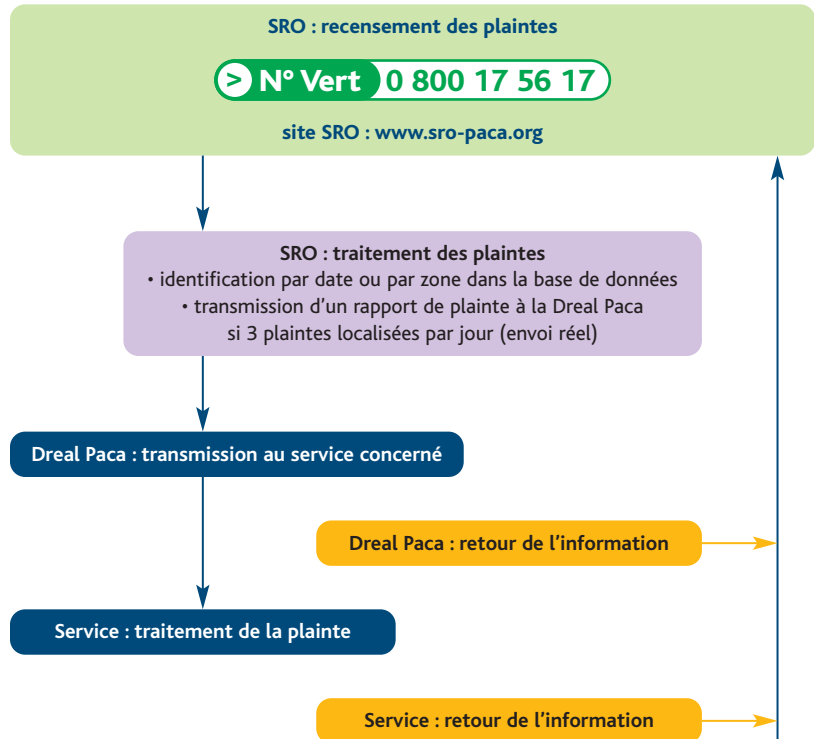 SRO : recensement des plaintes
> N° Vert 0 800 17 56 17
site SRO : www.sro-paca.org
SRO : traitement des plaintes
• identification par date ou par zone dans la base de données
• transmission d'un rapport de plainte à la Dreal Paca
si 3 plaintes localisées par jour (envoi réel)
Dreal Paca : transmission au service concerné
Dreal Paca : retour de l'information
Service : traitement de la plainte
Service : retour de l'information